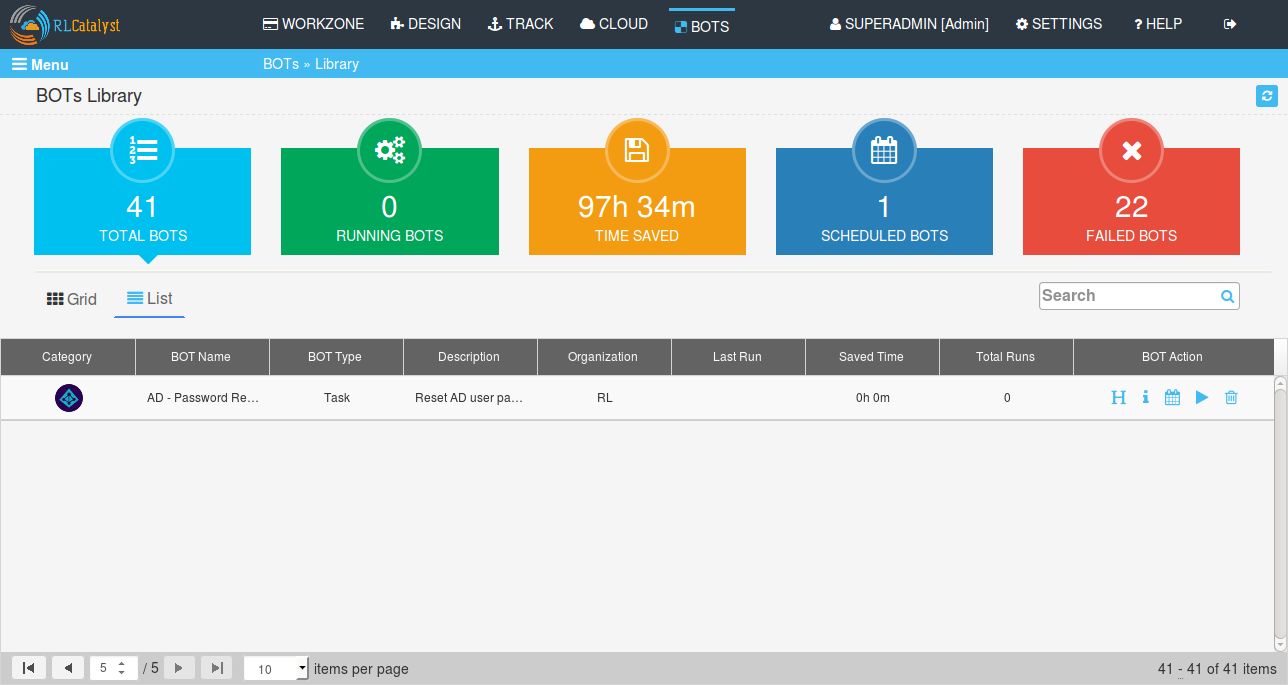 RLCatalyst WORKZONE DESIGN TRACK CLOUD BOTS SUPERADMIN [Admin] SETTINGS ? HELP
Menu BOTs » Library
BOTs Library
1 2 3
41 0 97h 34m 1 22
TOTAL BOTS RUNNING BOTS TIME SAVED SCHEDULED BOTS FAILED BOTS
Grid List Search
Category BOT Name BOT Type Description Organization Last Run Saved Time Total Runs BOT Action
AD - Password Re... Task Reset AD user pa... RL 0h 0m 0 H i
5 / 5 10 items per page 41 - 41 of 41 items